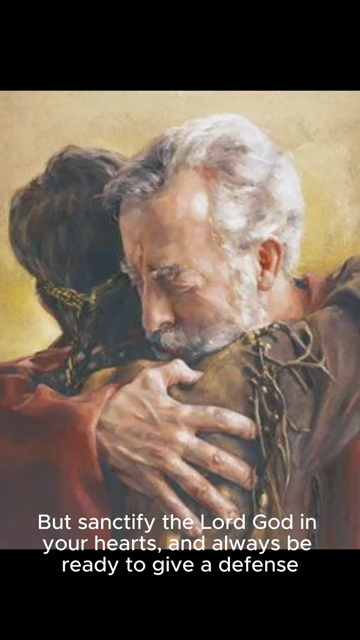 But sanctify the Lord God in
your hearts, and always be
ready to give a defense